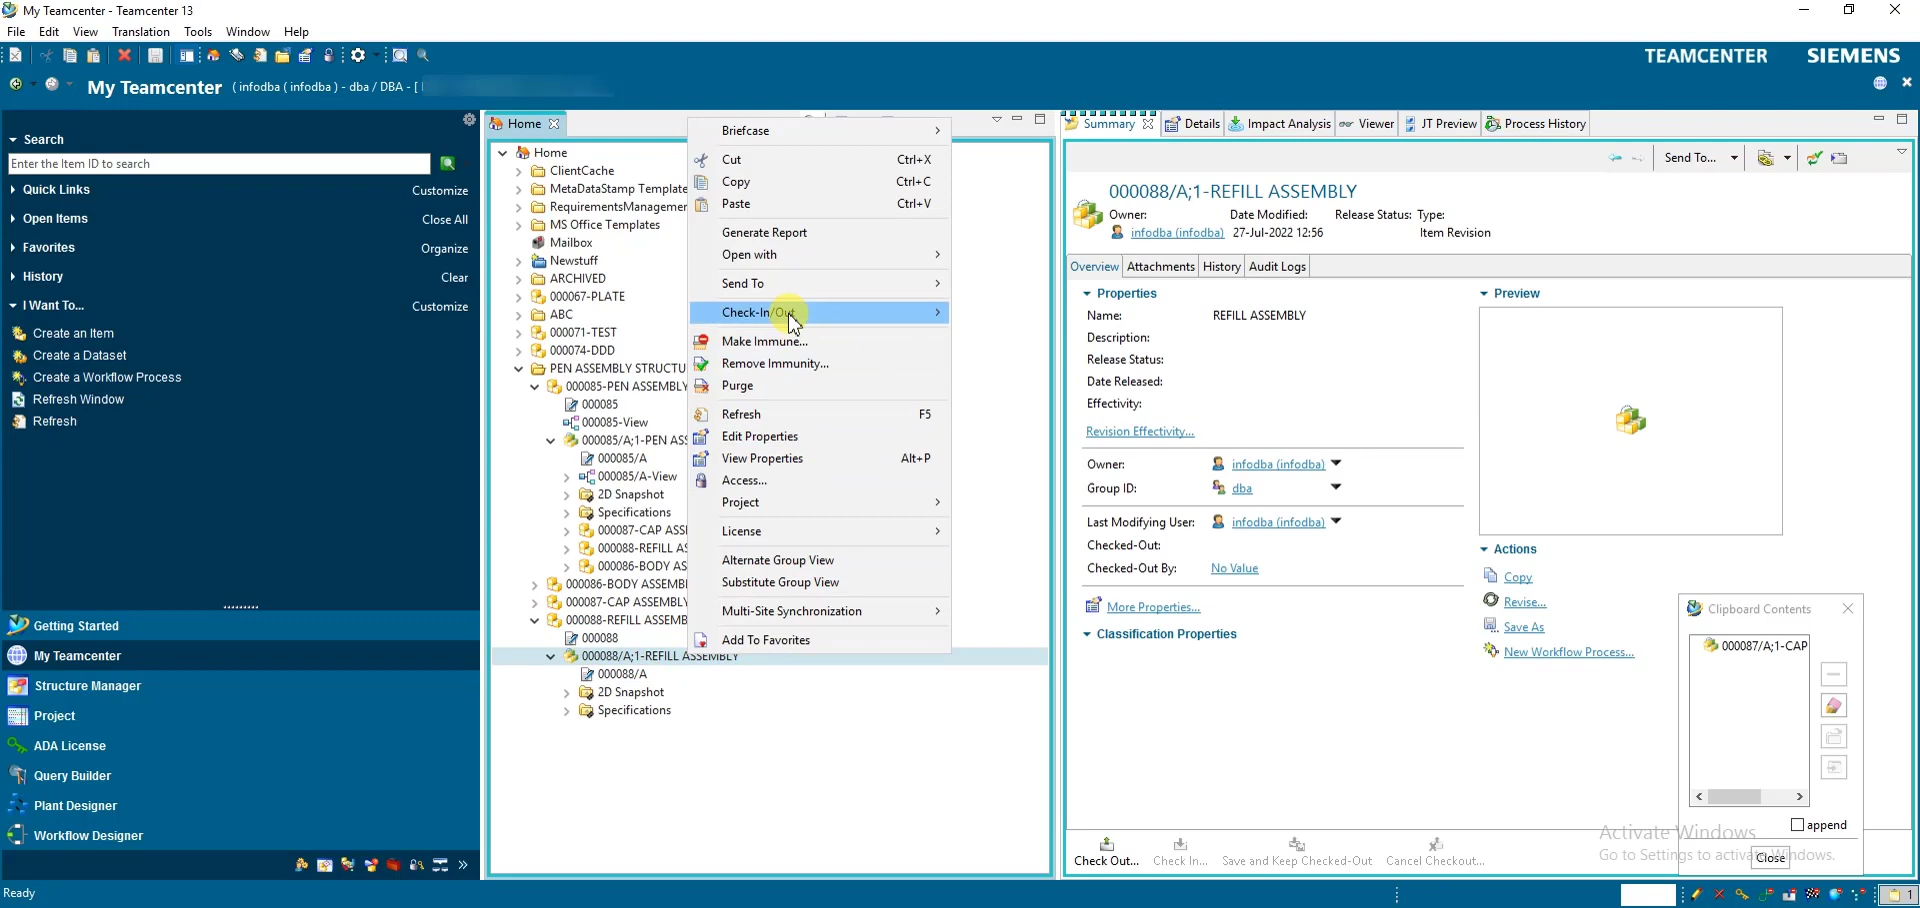 My Teamcenter - Teamcenter 13
File Edit View Translation Tools Window Help
TEAMCENTER SIEMENS
My Teamcenter ( infodba ( infodba ) - dba / DBA - [
Search
Enter the Item ID to search
Quick Links Customize
Open Items Close All
Favorites Organize
History Clear
I Want To... Customize
Create an Item
Create a Dataset
Create a Workflow Process
Refresh Window
Refresh
Getting Started
My Teamcenter
Structure Manager
Project
ADA License
Query Builder
Plant Designer
Workflow Designer
Ready
Home
Home
ClientCache
MetaDataStamp Template
RequirementsManagemer
MS Office Templates
Mailbox
Newstuff
ARCHIVED
000067-PLATE
ABC
000071-TEST
000074-DDD
PEN ASSEMBLY STRUCTU
000085-PEN ASSEMBLY
000085
000085-View
000085/A;1-PEN ASS
000085/A
000085/A-View
2D Snapshot
Specifications
000087-CAP ASSI
000088-REFILL AS
000086-BODY AS
000086-BODY ASSEMBI
000087-CAP ASSEMBLY
000088-REFILL ASSEMB
000088
000088/A;1-REFILL ASSEMBLY
000088/A
2D Snapshot
Specifications
Briefcase
Cut Ctrl+X
Copy Ctrl+C
Paste Ctrl+V
Generate Report
Open with
Send To
Check-In/Out
Make Immune...
Remove Immunity...
Purge
Refresh F5
Edit Properties
View Properties Alt+P
Access...
Project
License
Alternate Group View
Substitute Group View
Multi-Site Synchronization
Add To Favorites
Summary Details Impact Analysis Viewer JT Preview Process History
Send To...
000088/A;1-REFILL ASSEMBLY
Owner: Date Modified: Release Status: Type:
infodba (infodba) 27-Jul-2022 12:56 Item Revision
Overview Attachments History Audit Logs
Properties
Name: REFILL ASSEMBLY
Description:
Release Status:
Date Released:
Effectivity:
Revision Effectivity...
Owner: infodba (infodba)
Group ID: dba
Last Modifying User: infodba (infodba)
Checked-Out:
Checked-Out By: No Value
More Properties...
Classification Properties
Preview
Actions
Copy
Revise...
Save As
New Workflow Process...
Clipboard Contents
000087/A;1-CAP
append
Close
Activate Windows
Go to Settings to activate Windows.
Check Out... Check In... Save and Keep Checked-Out Cancel Checkout...
1